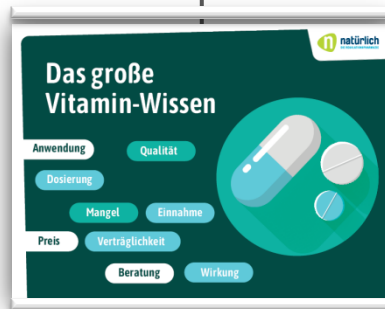 natürlich
Das große
Vitamin-Wissen
Anwendung
Qualität
Dosierung
Mangel
Einnahme
Preis
Verträglichkeit
Beratung
Wirkung